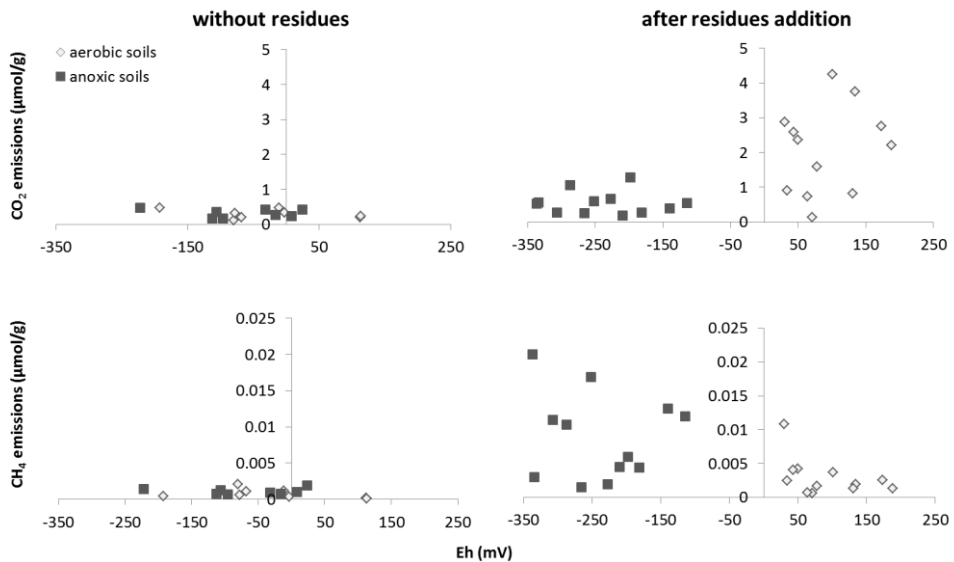 without residues
after residues addition
◇ aerobic soils
■ anoxic soils
CO2 emissions (μmol/g)
5
4
3
2
1
0
-350 -150 50 250
5
4
3
2
1
0
-350 -250 -150 -50 50 150 250
CH4 emissions (μmol/g)
0.025
0.02
0.015
0.01
0.005
0
-350 -250 -150 -50 50 150 250
0.025
0.02
0.015
0.01
0.005
0
-350 -250 -150 -50 50 150 250
Eh (mV)